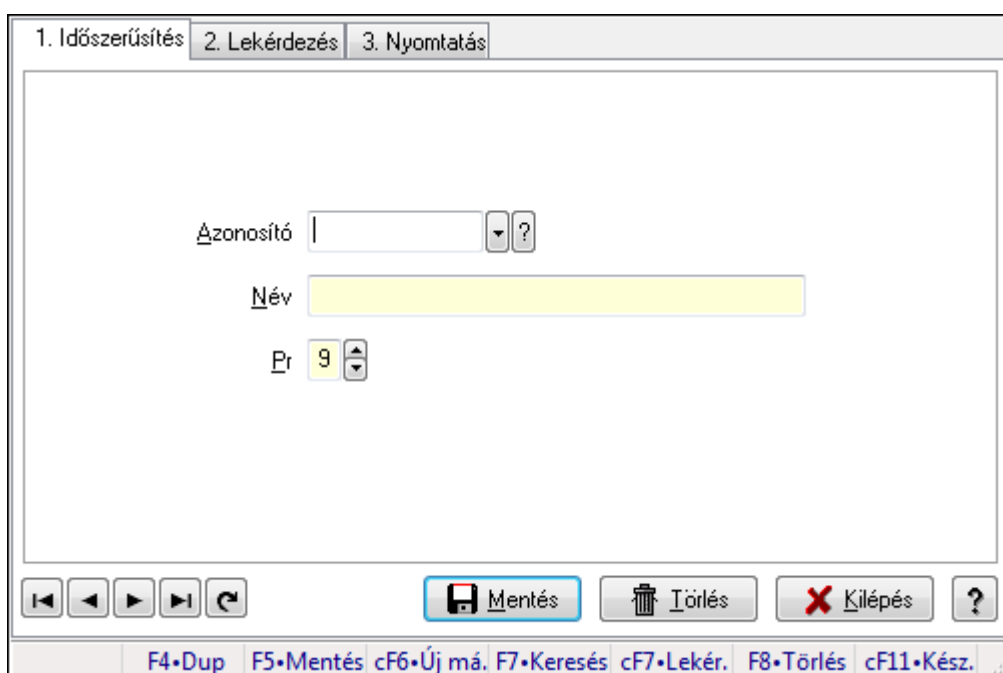 1. Időszerűsítés 2. Lekérdezés 3. Nyomtatás
Azonosító ?
Név
Pr 9
Mentés Törlés Kilépés ?
F4•Dup F5•Mentés cF6•Új má. F7•Keresés cF7•Lekér. F8•Törlés cF11•Kész.